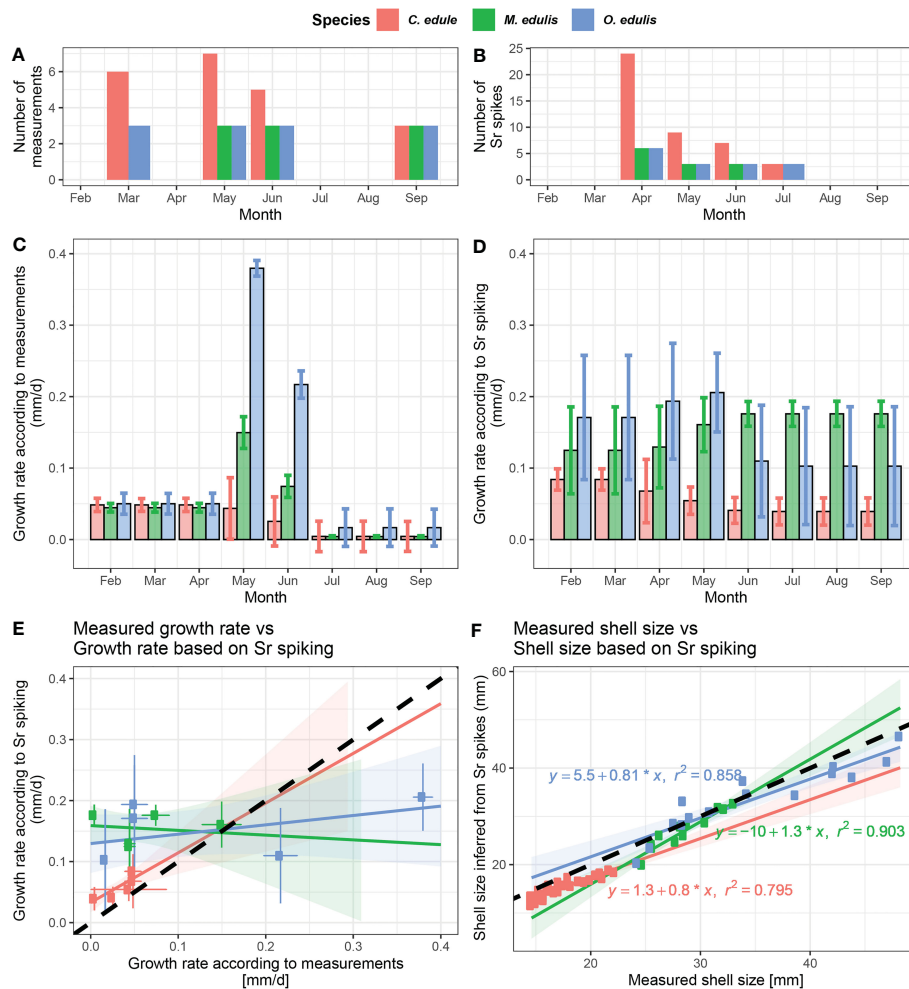 Species C. edule M. edulis O. edulis
A
Number of
measurements
6
4
2
0
Feb Mar Apr May Jun Jul Aug Sep
Month
B
Number of
Sr spikes
25
20
15
10
5
0
Feb Mar Apr May Jun Jul Aug Sep
Month
C
Growth rate according to measurements
(mm/d)
0.4
0.3
0.2
0.1
0.0
Feb Mar Apr May Jun Jul Aug Sep
Month
D
Growth rate according to Sr spiking
(mm/d)
0.4
0.3
0.2
0.1
0.0
Feb Mar Apr May Jun Jul Aug Sep
Month
E
Measured growth rate vs
Growth rate based on Sr spiking
Growth rate according to Sr spiking
(mm/d)
0.4
0.3
0.2
0.1
0.0
0.0 0.1 0.2 0.3 0.4
Growth rate according to measurements
[mm/d)
F
Measured shell size vs
Shell size based on Sr spiking
Shell size inferred from Sr spikes (mm)
60
40
20
y = 5.5 + 0.81 * x, r² = 0.858
y = −10 + 1.3 * x, r² = 0.903
y = 1.3 + 0.8 * x, r² = 0.795
20 30 40
Measured shell size [mm]